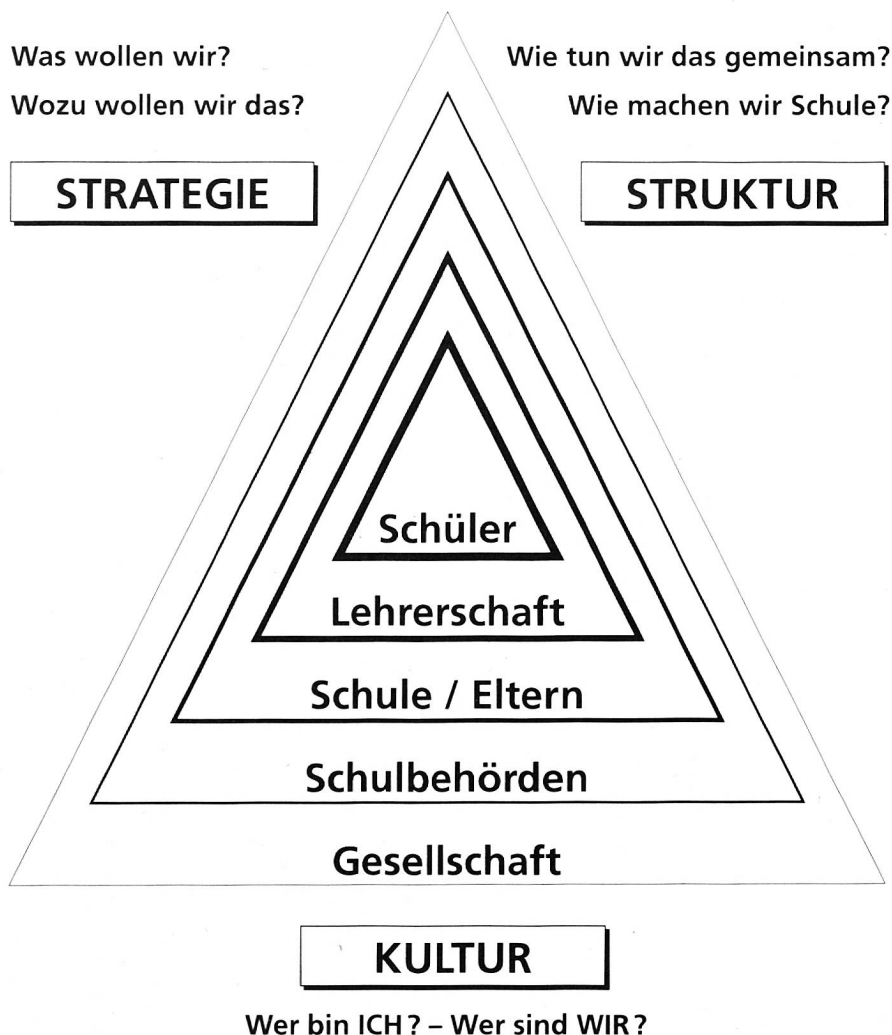 Was wollen wir?
Wozu wollen wir das?
STRATEGIE
Wie tun wir das gemeinsam?
Wie machen wir Schule?
STRUKTUR
Schüler
Lehrerschaft
Schule / Eltern
Schulbehörden
Gesellschaft
KULTUR
Wer bin ICH? – Wer sind WIR?